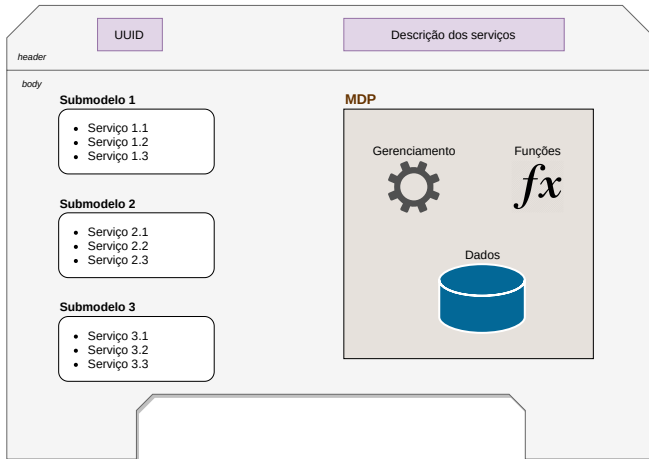 UUID
Descrição dos serviços
header
body
Submodelo 1
Serviço 1.1
Serviço 1.2
Serviço 1.3
Submodelo 2
Serviço 2.1
Serviço 2.2
Serviço 2.3
Submodelo 3
Serviço 3.1
Serviço 3.2
Serviço 3.3
MDP
Gerenciamento
Funções
fx
Dados